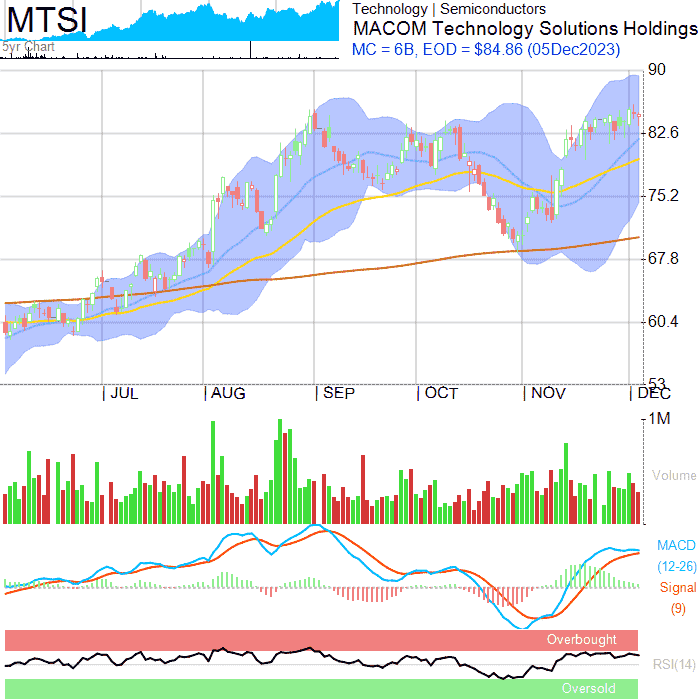 MTSI
5yr Chart
Technology | Semiconductors
MACOM Technology Solutions Holdings
MC = 6B, EOD = $84.86 (05Dec2023)
90
82.6
75.2
67.8
60.4
53
JUL
AUG
SEP
OCT
NOV
DEC
1M
Volume
MACD
(12-26)
Signal
(9)
Overbought
RSI(14)
Oversold